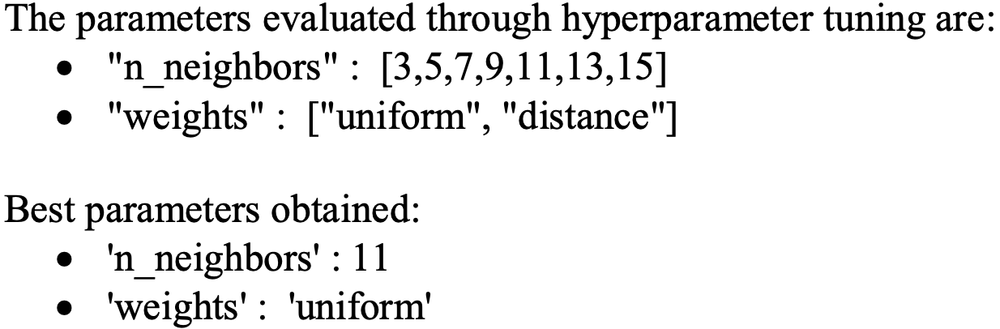 The parameters evaluated through hyperparameter tuning are:
• "n_neighbors" : [3,5,7,9,11,13,15]
• "weights" : ["uniform", "distance"]
Best parameters obtained:
• 'n_neighbors' : 11
• 'weights' : 'uniform'